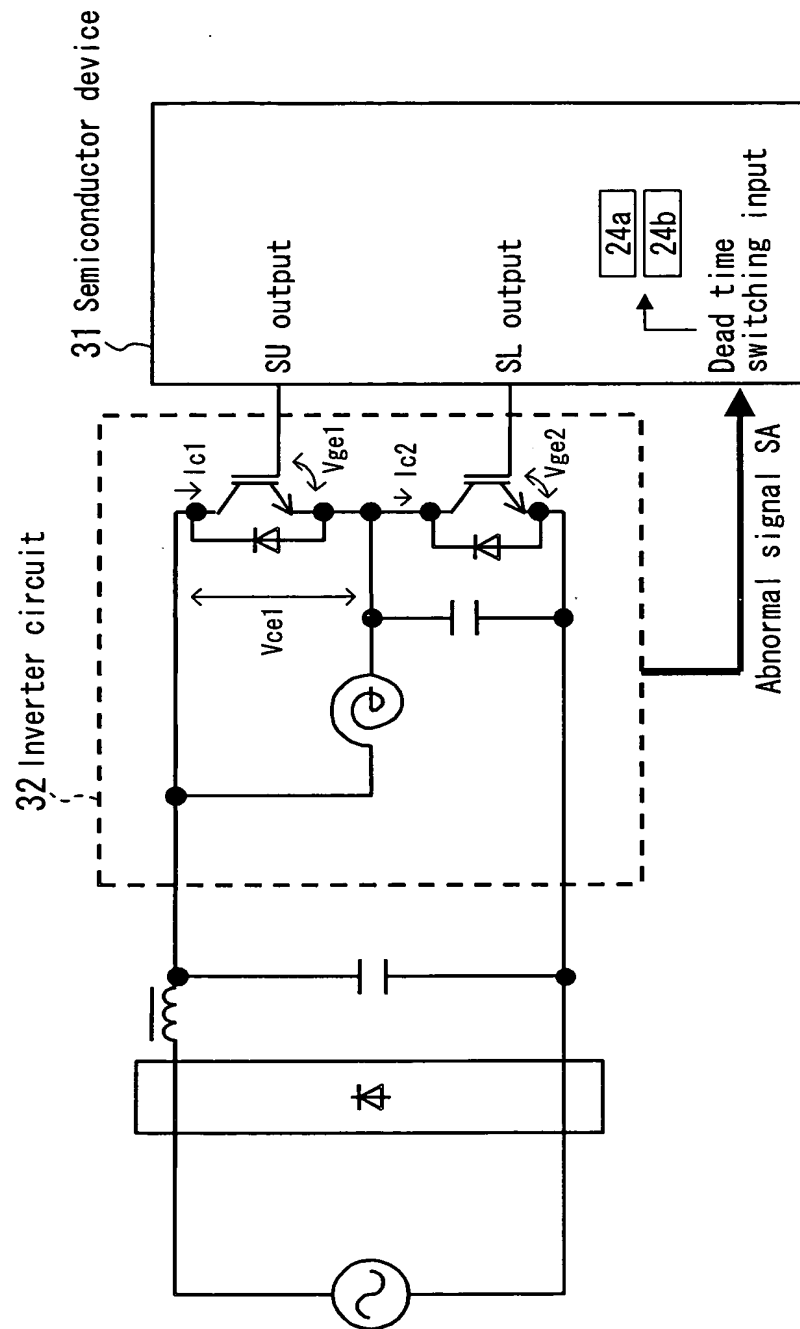 32 Inverter circuit
31 Semiconductor device
Ic1
Vce1
Vge1
SU output
Ic2
Vge2
SL output
24a
24b
Dead time
switching input
Abnormal signal SA